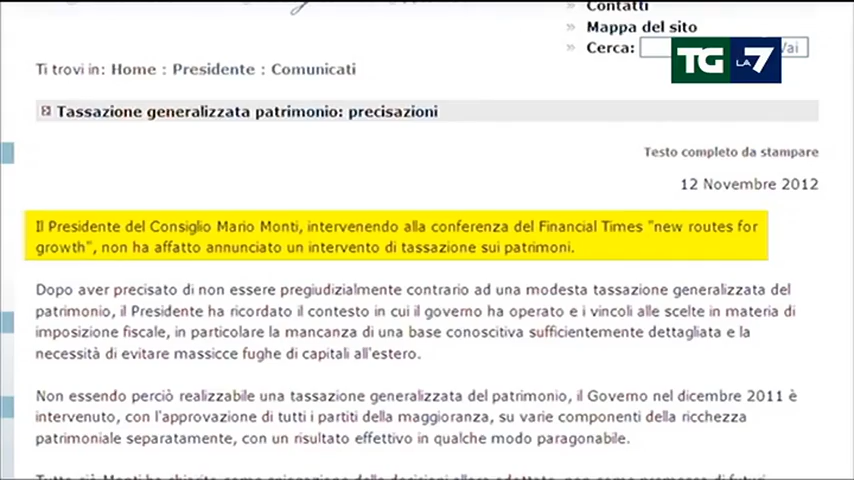 Contatti
Mappa del sito
Cerca: Vai
TG LA 7
Ti trovi in: Home : Presidente : Comunicati
Tassazione generalizzata patrimonio: precisazioni
Testo completo da stampare
12 Novembre 2012
Il Presidente del Consiglio Mario Monti, intervenendo alla conferenza del Financial Times "new routes for
growth", non ha affatto annunciato un intervento di tassazione sui patrimoni.
Dopo aver precisato di non essere pregiudizialmente contrario ad una modesta tassazione generalizzata del
patrimonio, il Presidente ha ricordato il contesto in cui il governo ha operato e i vincoli alle scelte in materia di
imposizione fiscale, in particolare la mancanza di una base conoscitiva sufficientemente dettagliata e la
necessità di evitare massicce fughe di capitali all'estero.
Non essendo perciò realizzabile una tassazione generalizzata del patrimonio, il Governo nel dicembre 2011 è
intervenuto, con l'approvazione di tutti i partiti della maggioranza, su varie componenti della ricchezza
patrimoniale separatamente, con un risultato effettivo in qualche modo paragonabile.